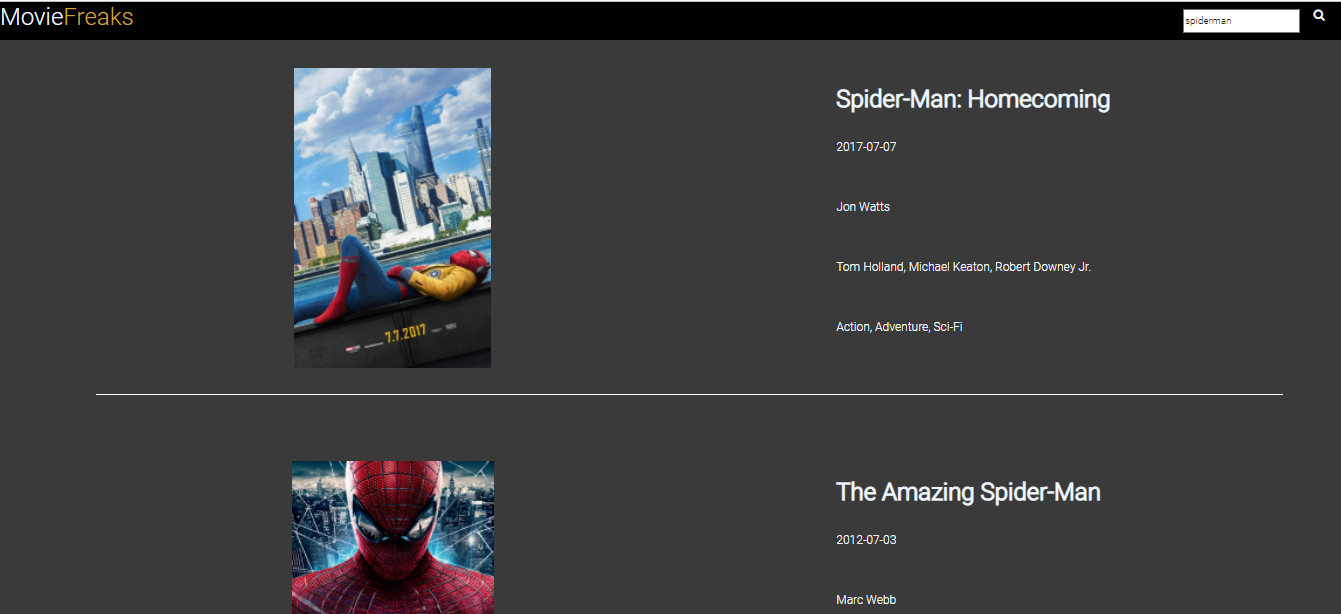 MovieFreaks
spiderman
Spider-Man: Homecoming
2017-07-07
Jon Watts
Tom Holland, Michael Keaton, Robert Downey Jr.
Action, Adventure, Sci-Fi
7.7.2017
The Amazing Spider-Man
2012-07-03
Marc Webb